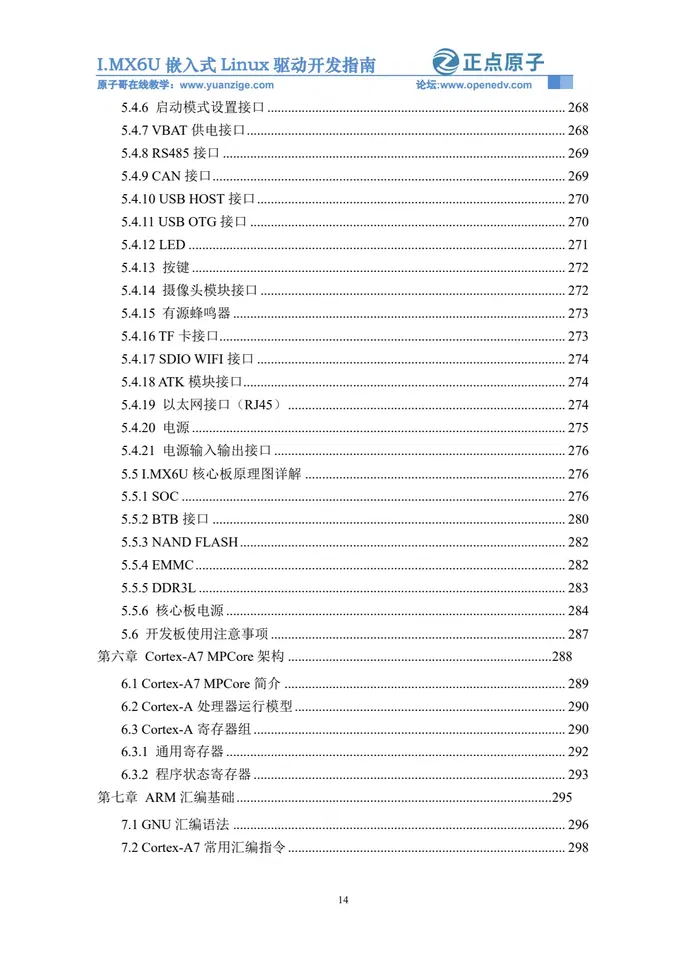 I.MX6U 嵌入式 Linux 驱动开发指南
正点原子
原子哥在线教学：www.yuanzige.com
论坛:www.openedv.com
5.4.6 启动模式设置接口 ........ 268
5.4.7 VBAT 供电接口 ........ 268
5.4.8 RS485 接口 ........ 269
5.4.9 CAN 接口 ........ 269
5.4.10 USB HOST 接口 ........ 270
5.4.11 USB OTG 接口 ........ 270
5.4.12 LED ........ 271
5.4.13 按键 ........ 272
5.4.14 摄像头模块接口 ........ 272
5.4.15 有源蜂鸣器 ........ 273
5.4.16 TF 卡接口 ........ 273
5.4.17 SDIO WIFI 接口 ........ 274
5.4.18 ATK 模块接口 ........ 274
5.4.19 以太网接口（RJ45） ........ 274
5.4.20 电源 ........ 275
5.4.21 电源输入输出接口 ........ 276
5.5 I.MX6U 核心板原理图详解 ........ 276
5.5.1 SOC ........ 276
5.5.2 BTB 接口 ........ 280
5.5.3 NAND FLASH ........ 282
5.5.4 EMMC ........ 282
5.5.5 DDR3L ........ 283
5.5.6 核心板电源 ........ 284
5.6 开发板使用注意事项 ........ 287
第六章 Cortex-A7 MPCore 架构 ........ 288
6.1 Cortex-A7 MPCore 简介 ........ 289
6.2 Cortex-A 处理器运行模型 ........ 290
6.3 Cortex-A 寄存器组 ........ 290
6.3.1 通用寄存器 ........ 292
6.3.2 程序状态寄存器 ........ 293
第七章 ARM 汇编基础 ........ 295
7.1 GNU 汇编语法 ........ 296
7.2 Cortex-A7 常用汇编指令 ........ 298
14